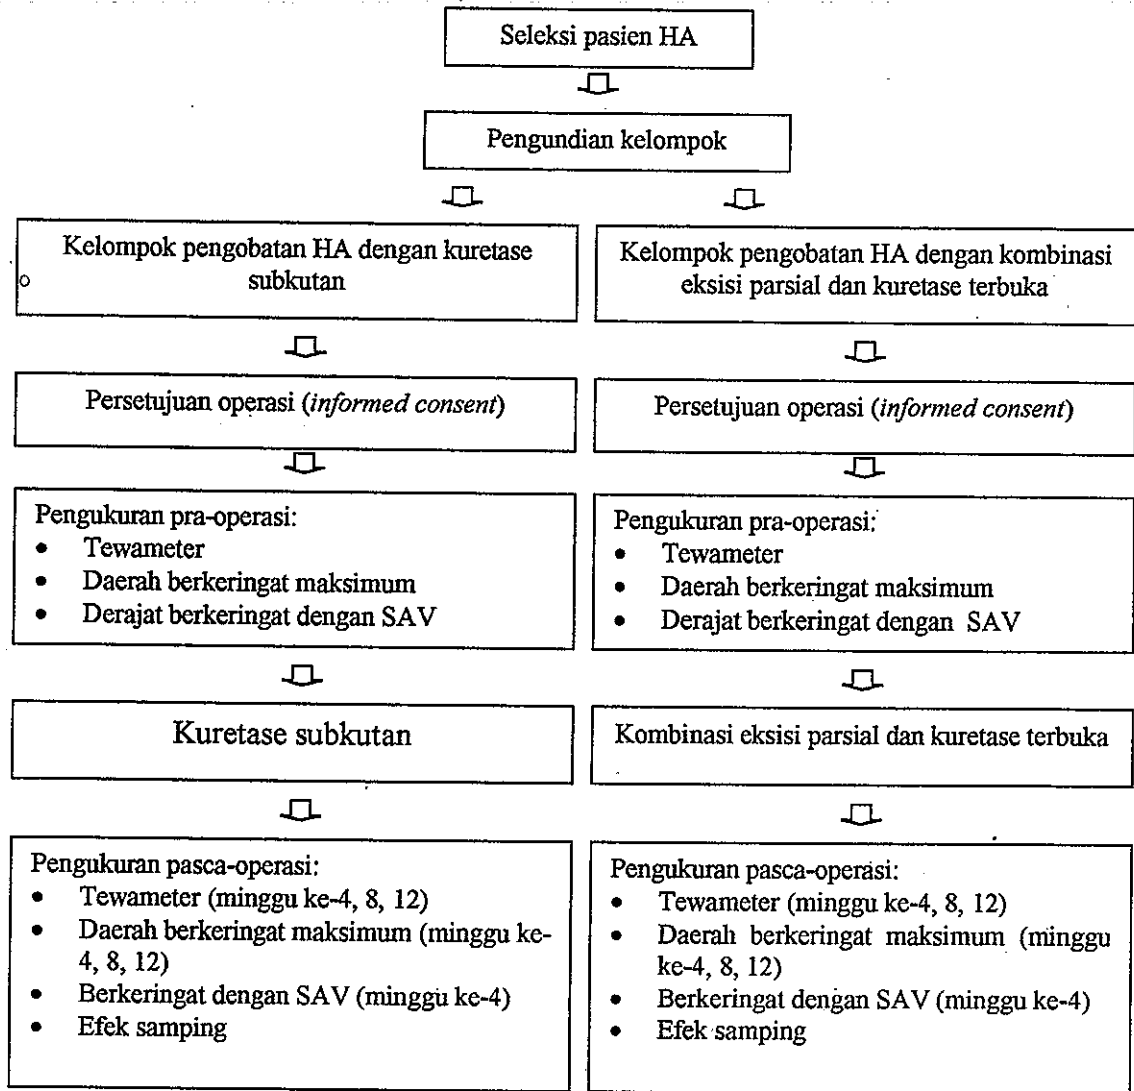 Seleksi pasien HA
Pengundian kelompok
Kelompok pengobatan HA dengan kuretase
subkutan
Kelompok pengobatan HA dengan kombinasi
eksisi parsial dan kuretase terbuka
Persetujuan operasi (informed consent)
Persetujuan operasi (informed consent)
Pengukuran pra-operasi:
• Tewameter
• Daerah berkeringat maksimum
• Derajat berkeringat dengan SAV
Pengukuran pra-operasi:
• Tewameter
• Daerah berkeringat maksimum
• Derajat berkeringat dengan SAV
Kuretase subkutan
Kombinasi eksisi parsial dan kuretase terbuka
Pengukuran pasca-operasi:
• Tewameter (minggu ke-4, 8, 12)
• Daerah berkeringat maksimum (minggu ke-
4, 8, 12)
• Berkeringat dengan SAV (minggu ke-4)
• Efek samping
Pengukuran pasca-operasi:
• Tewameter (minggu ke-4, 8, 12)
• Daerah berkeringat maksimum (minggu
ke-4, 8, 12)
• Berkeringat dengan SAV (minggu ke-4)
• Efek samping